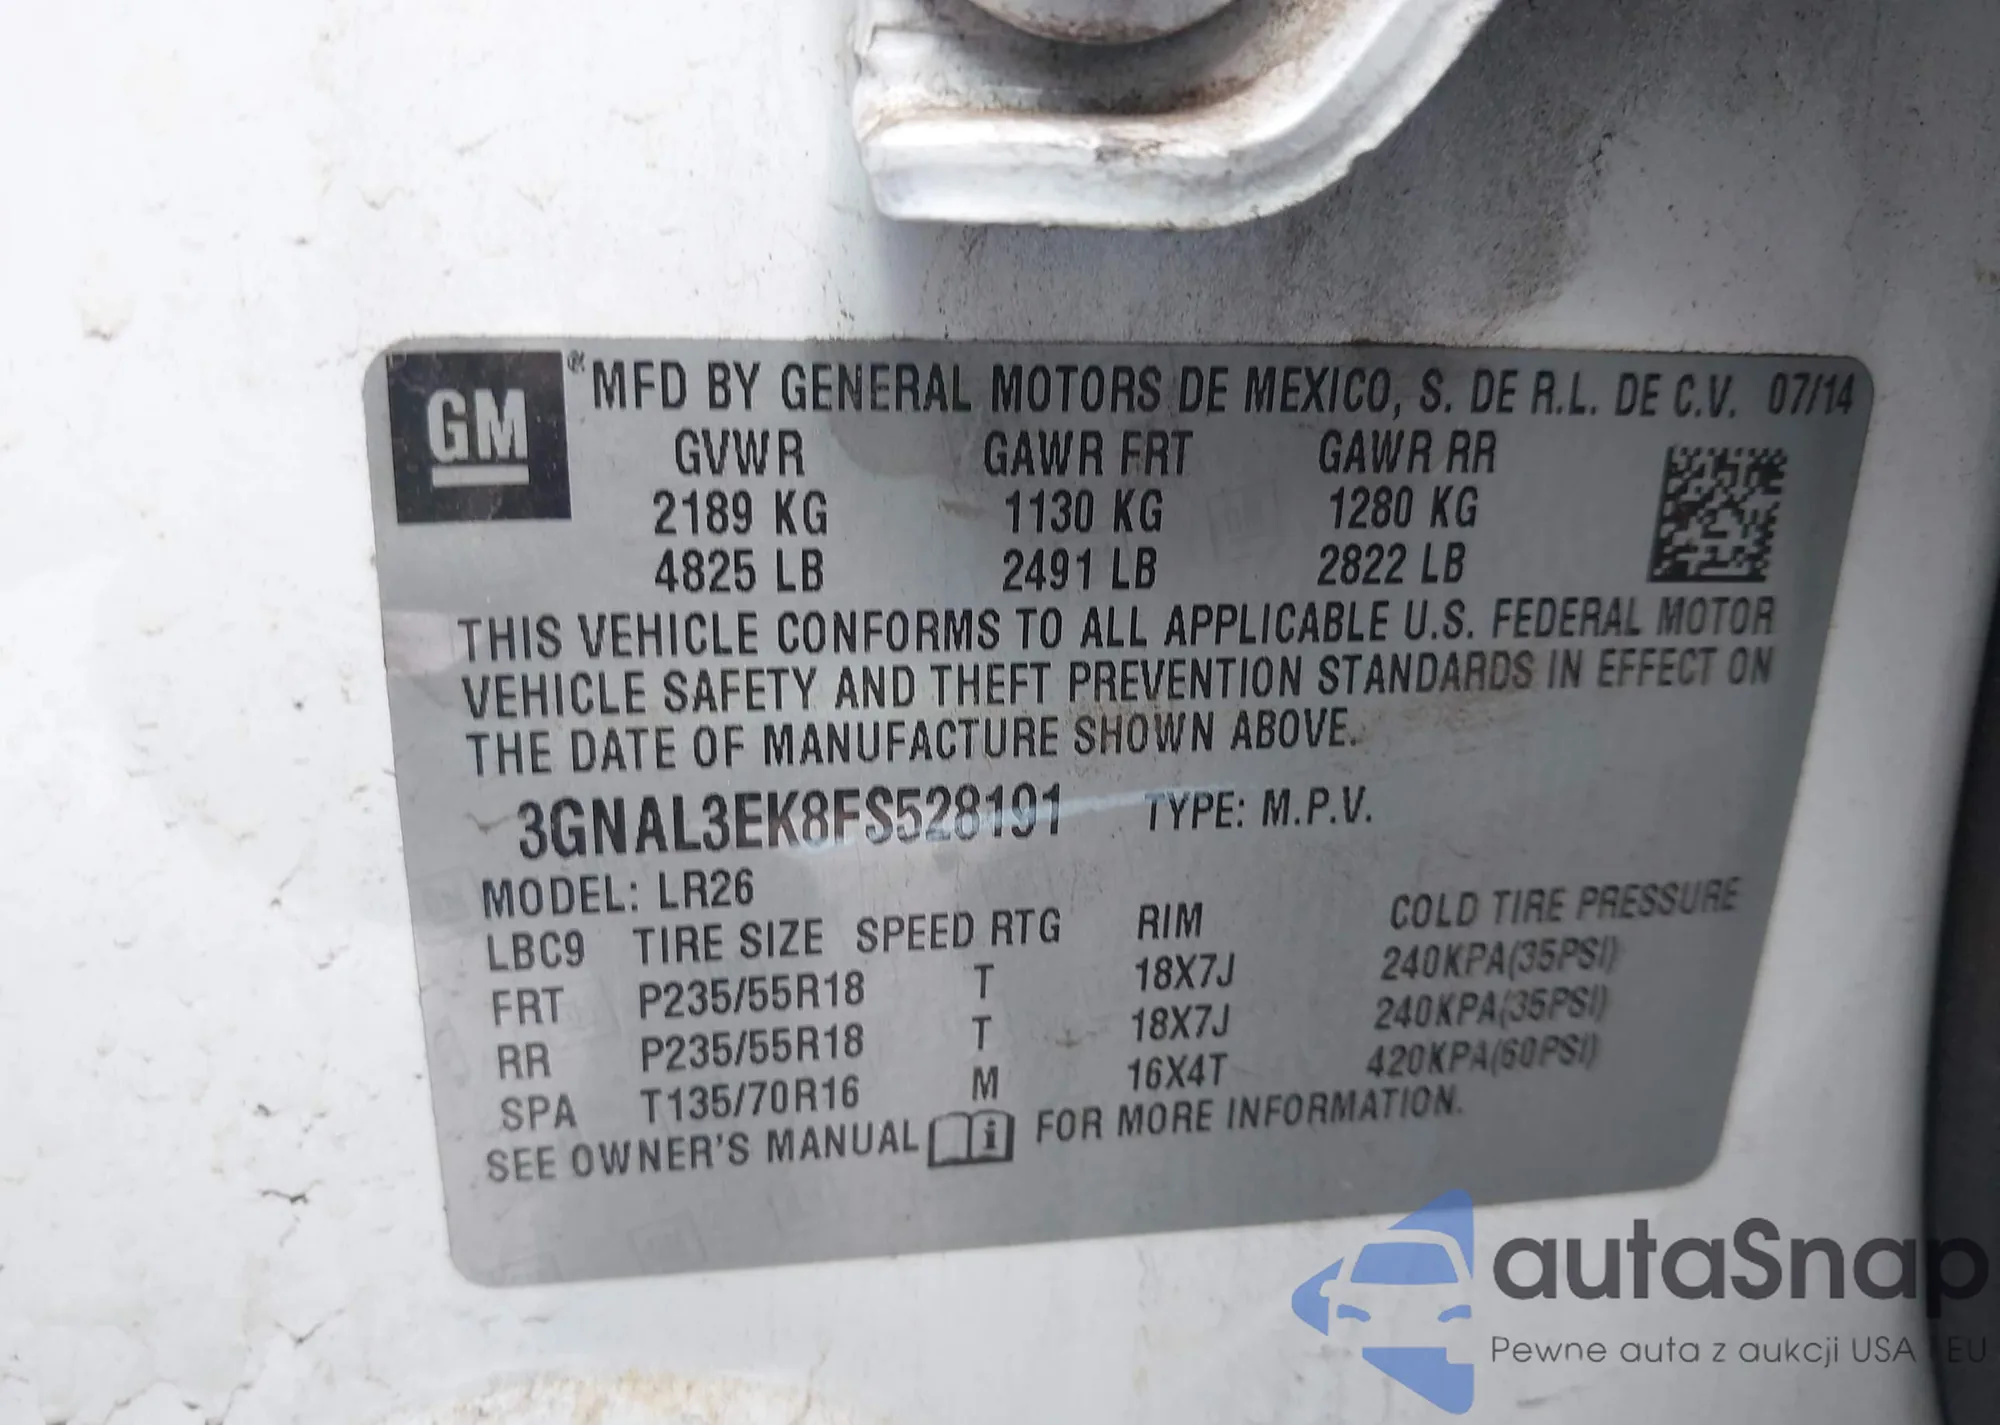 GM
® MFD BY GENERAL MOTORS DE MEXICO, S. DE R.L. DE C.V. 07/14
GVWR GAWR FRT GAWR RR
2189 KG 1130 KG 1280 KG
4825 LB 2491 LB 2822 LB
THIS VEHICLE CONFORMS TO ALL APPLICABLE U.S. FEDERAL MOTOR
VEHICLE SAFETY AND THEFT PREVENTION STANDARDS IN EFFECT ON
THE DATE OF MANUFACTURE SHOWN ABOVE.
3GNAL3EK8FS528191 TYPE: M.P.V.
MODEL: LR26
LBC9 TIRE SIZE SPEED RTG RIM COLD TIRE PRESSURE
FRT P235/55R18 T 18X7J 240KPA(35PSI)
RR P235/55R18 T 18X7J 240KPA(35PSI)
SPA T135/70R16 M 16X4T 420KPA(60PSI)
SEE OWNER'S MANUAL i FOR MORE INFORMATION.
autaSnap
Pewne auta z aukcji USA i EU